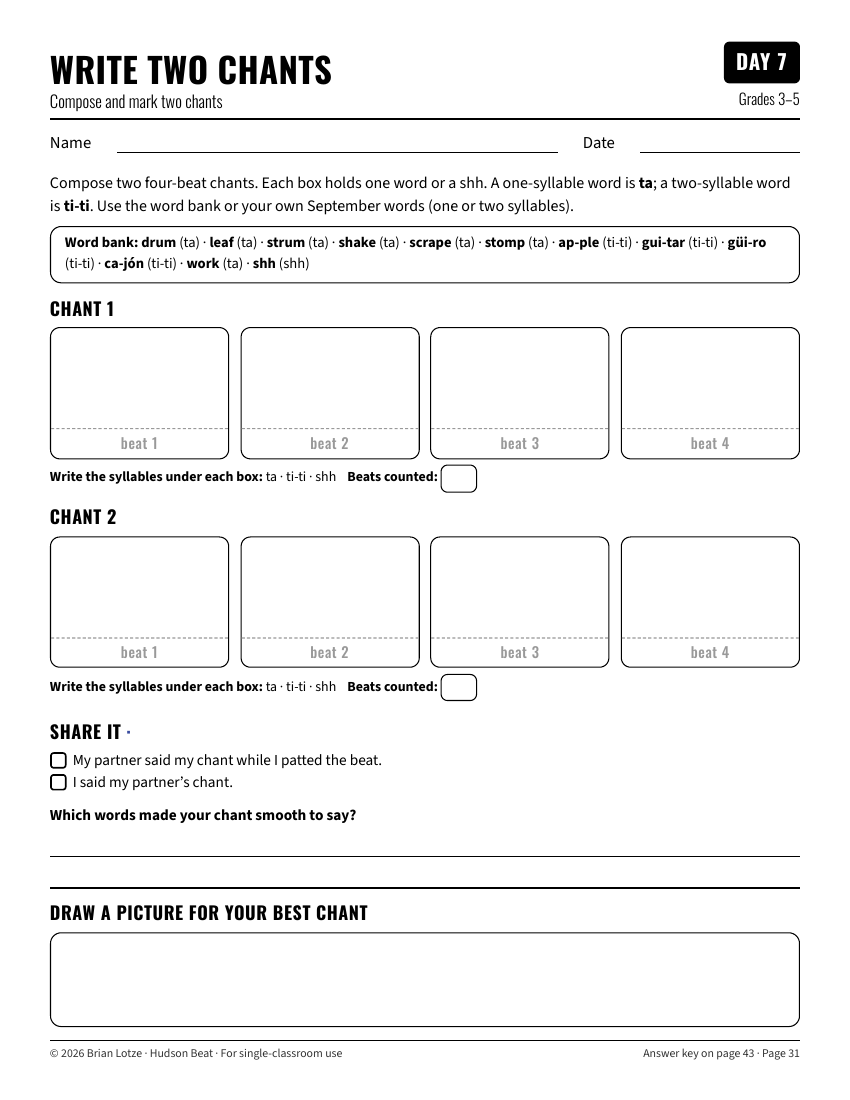 WRITE TWO CHANTS
DAY 7
Compose and mark two chants
Grades 3–5
Name
Date
Compose two four-beat chants. Each box holds one word or a shh. A one-syllable word is ta; a two-syllable word
is ti-ti. Use the word bank or your own September words (one or two syllables).
Word bank: drum (ta) · leaf (ta) · strum (ta) · shake (ta) · scrape (ta) · stomp (ta) · ap-ple (ti-ti) · gui-tar (ti-ti) · güi-ro
(ti-ti) · ca-jón (ti-ti) · work (ta) · shh (shh)
CHANT 1
beat 1 beat 2 beat 3 beat 4
Write the syllables under each box: ta · ti-ti · shh Beats counted:
CHANT 2
beat 1 beat 2 beat 3 beat 4
Write the syllables under each box: ta · ti-ti · shh Beats counted:
SHARE IT ·
My partner said my chant while I patted the beat.
I said my partner’s chant.
Which words made your chant smooth to say?
DRAW A PICTURE FOR YOUR BEST CHANT
© 2026 Brian Lotze · Hudson Beat · For single-classroom use
Answer key on page 43 · Page 31